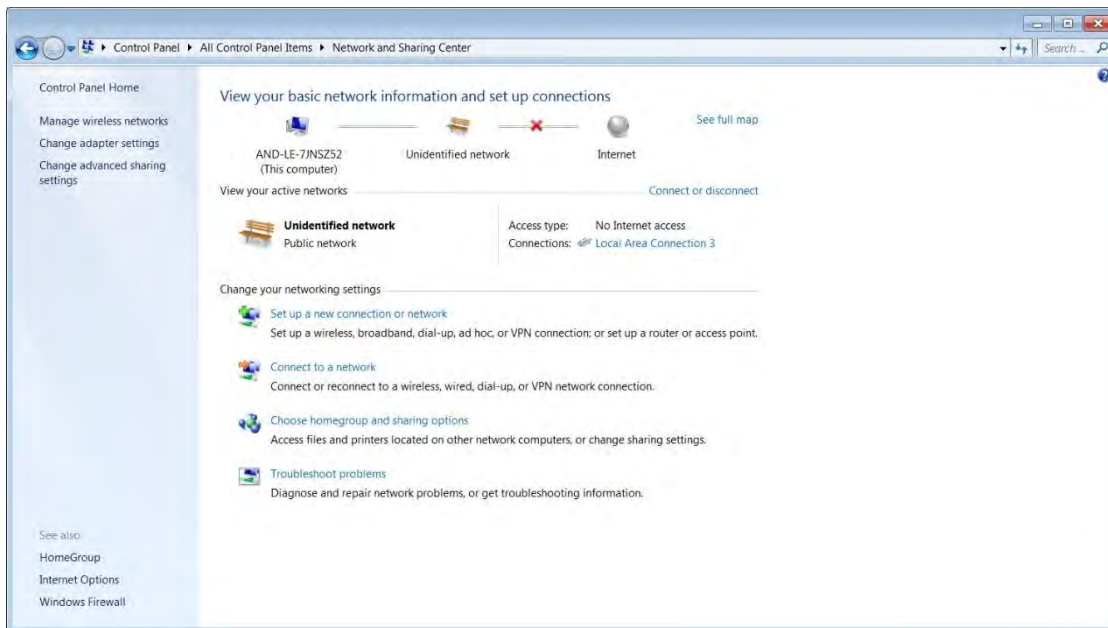 Control Panel ▸ All Control Panel Items ▸ Network and Sharing Center
Search ...
Control Panel Home
Manage wireless networks
Change adapter settings
Change advanced sharing
settings
See also
HomeGroup
Internet Options
Windows Firewall
View your basic network information and set up connections
See full map
AND-LE-7JNSZ52
(This computer)
Unidentified network
Internet
View your active networks
Connect or disconnect
Unidentified network
Public network
Access type: No Internet access
Connections: Local Area Connection 3
Change your networking settings
Set up a new connection or network
Set up a wireless, broadband, dial-up, ad hoc, or VPN connection; or set up a router or access point.
Connect to a network
Connect or reconnect to a wireless, wired, dial-up, or VPN network connection.
Choose homegroup and sharing options
Access files and printers located on other network computers, or change sharing settings.
Troubleshoot problems
Diagnose and repair network problems, or get troubleshooting information.